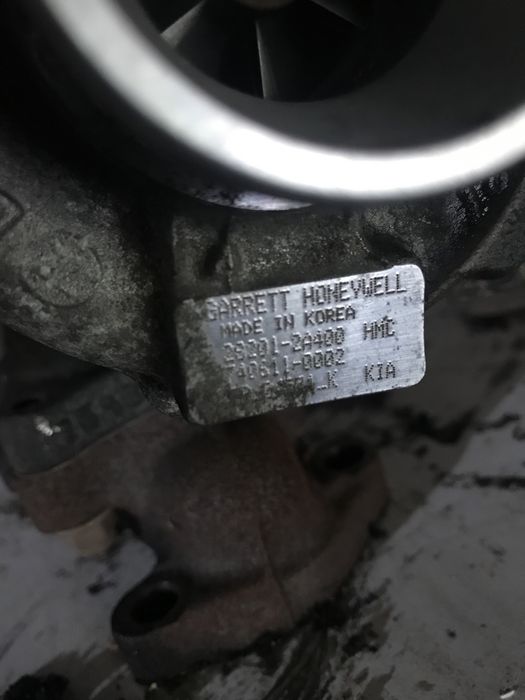 GARRETT HONEYWELL
MADE IN KOREA
28201-2A400 HMC
740611-0002
KIA